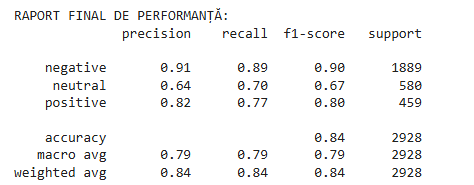 RAPORT FINAL DE PERFORMANȚĂ:
precision recall f1-score support
negative 0.91 0.89 0.90 1889
neutral 0.64 0.70 0.67 580
positive 0.82 0.77 0.80 459
accuracy 0.84 2928
macro avg 0.79 0.79 0.79 2928
weighted avg 0.84 0.84 0.84 2928